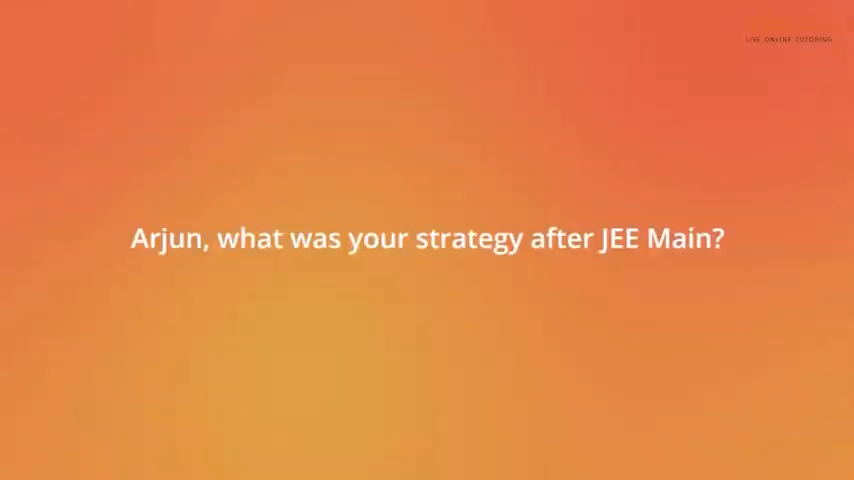 LIVE ONLINE TUTORING
Arjun, what was your strategy after JEE Main?